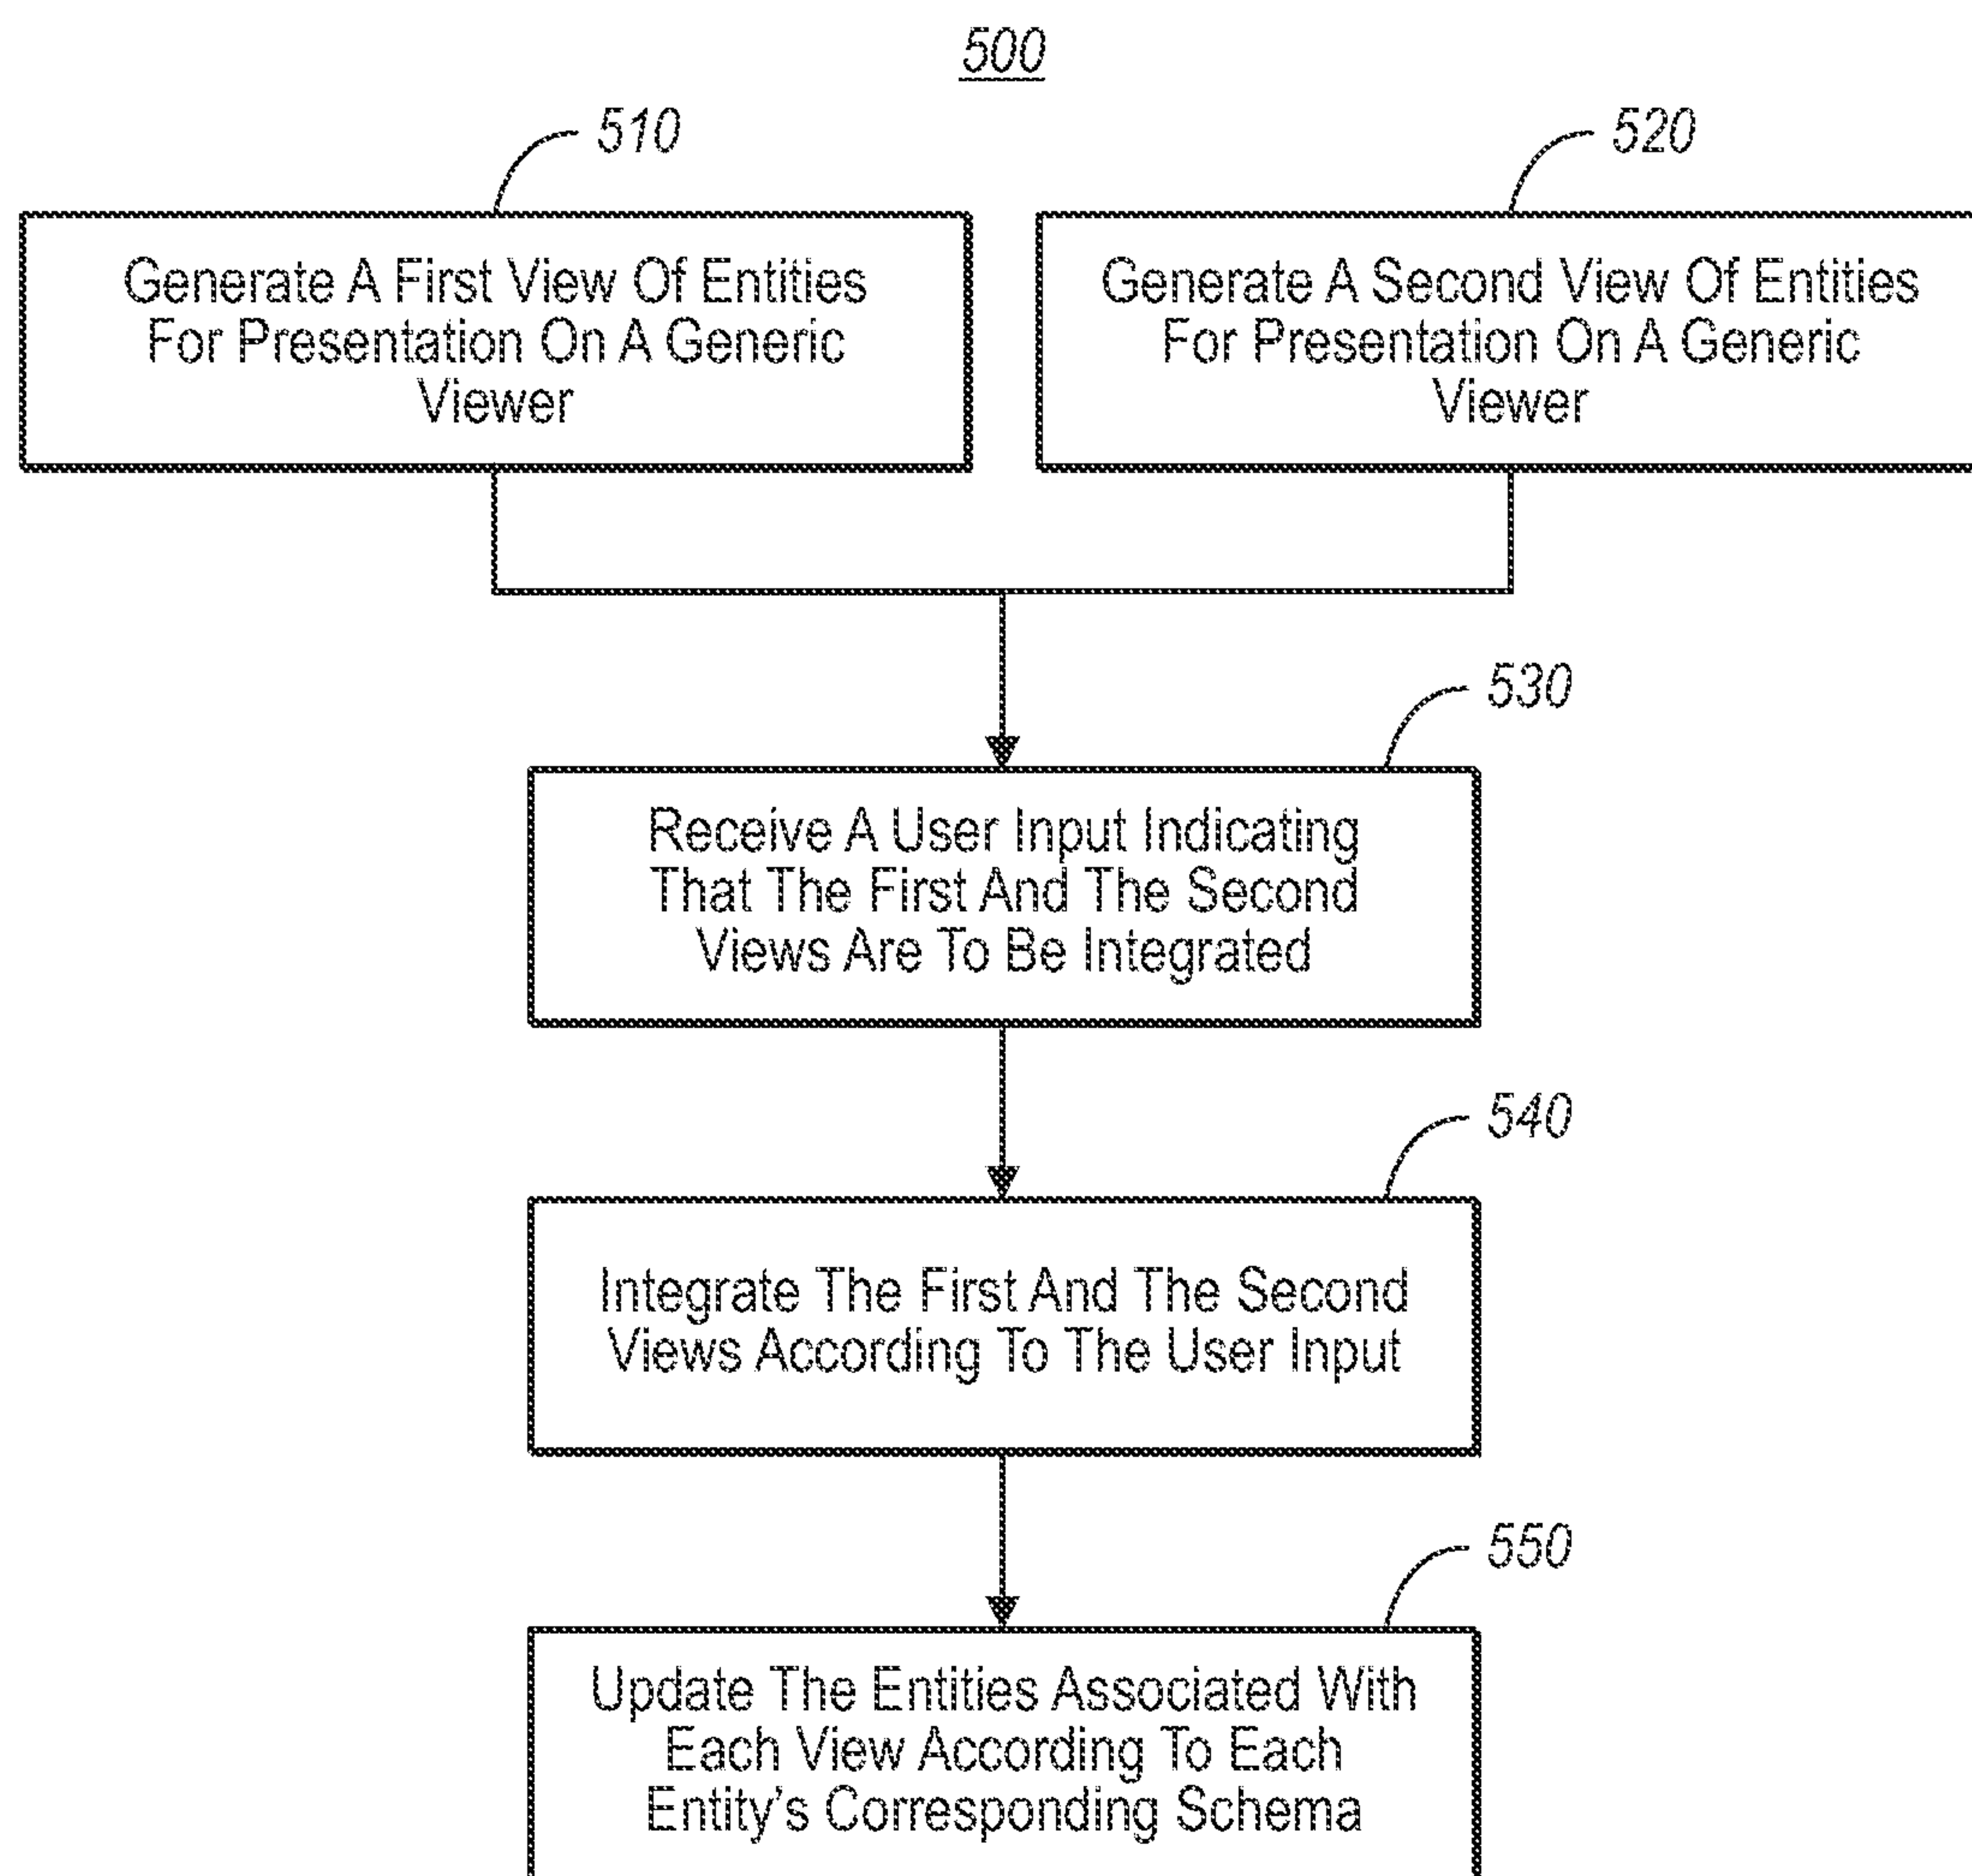 500
510
520
Generate A First View Of Entities
For Presentation On A Generic
Viewer
Generate A Second View Of Entities
For Presentation On A Generic
Viewer
530
Receive A User Input Indicating
That The First And The Second
Views Are To Be Integrated
540
Integrate The First And The Second
Views According To The User Input
550
Update The Entities Associated With
Each View According To Each
Entity's Corresponding Schema